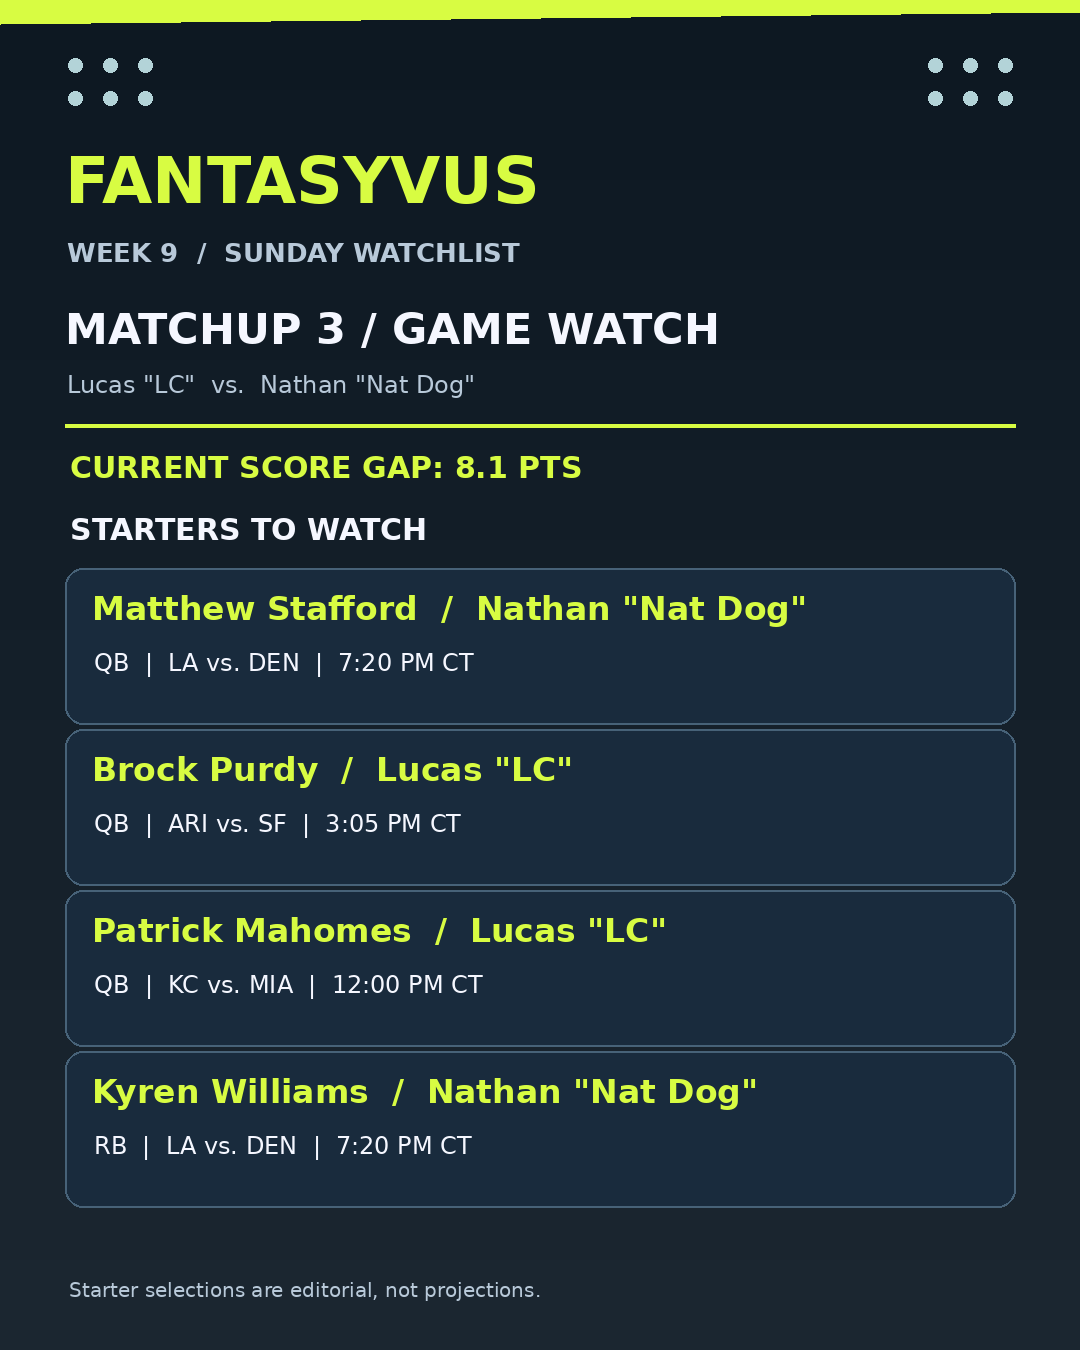 FANTASYVUS
WEEK 9 / SUNDAY WATCHLIST
MATCHUP 3 / GAME WATCH
Lucas "LC" vs. Nathan "Nat Dog"
CURRENT SCORE GAP: 8.1 PTS
STARTERS TO WATCH
Matthew Stafford / Nathan "Nat Dog"
QB | LA vs. DEN | 7:20 PM CT
Brock Purdy / Lucas "LC"
QB | ARI vs. SF | 3:05 PM CT
Patrick Mahomes / Lucas "LC"
QB | KC vs. MIA | 12:00 PM CT
Kyren Williams / Nathan "Nat Dog"
RB | LA vs. DEN | 7:20 PM CT
Starter selections are editorial, not projections.